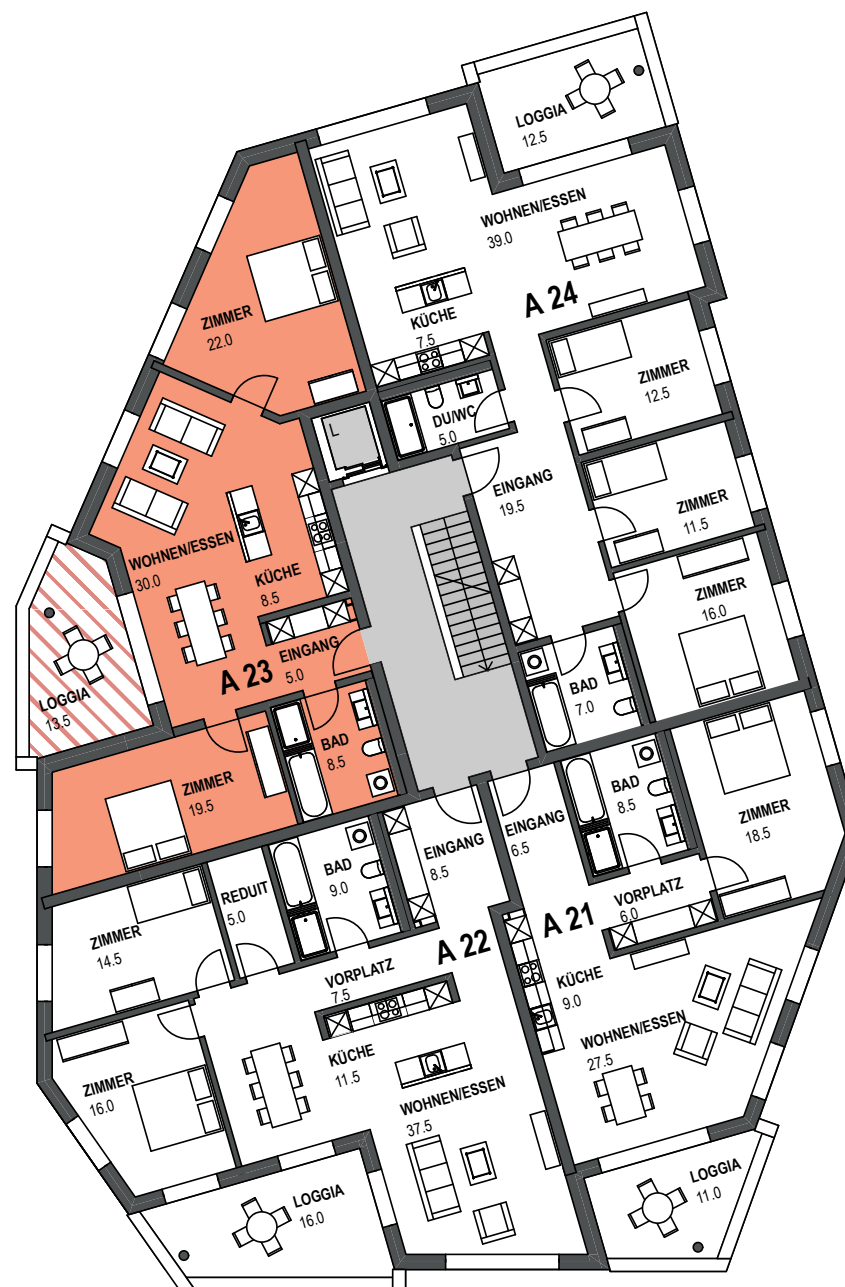 LOGGIA
12.5
WOHNEN/ESSEN
39.0
A 24
KÜCHE
7.5
ZIMMER
22.0
ZIMMER
12.5
DU/WC
5.0
L
EINGANG
19.5
ZIMMER
11.5
ZIMMER
16.0
BAD
7.0
WOHNEN/ESSEN
30.0
KÜCHE
8.5
EINGANG
5.0
A 23
LOGGIA
13.5
BAD
8.5
ZIMMER
19.5
EINGANG
8.5
EINGANG
6.5
BAD
8.5
ZIMMER
18.5
BAD
9.0
REDUIT
5.0
ZIMMER
14.5
VORPLATZ
6.0
A 21
A 22
VORPLATZ
7.5
KÜCHE
9.0
WOHNEN/ESSEN
27.5
KÜCHE
11.5
ZIMMER
16.0
WOHNEN/ESSEN
37.5
LOGGIA
16.0
LOGGIA
11.0